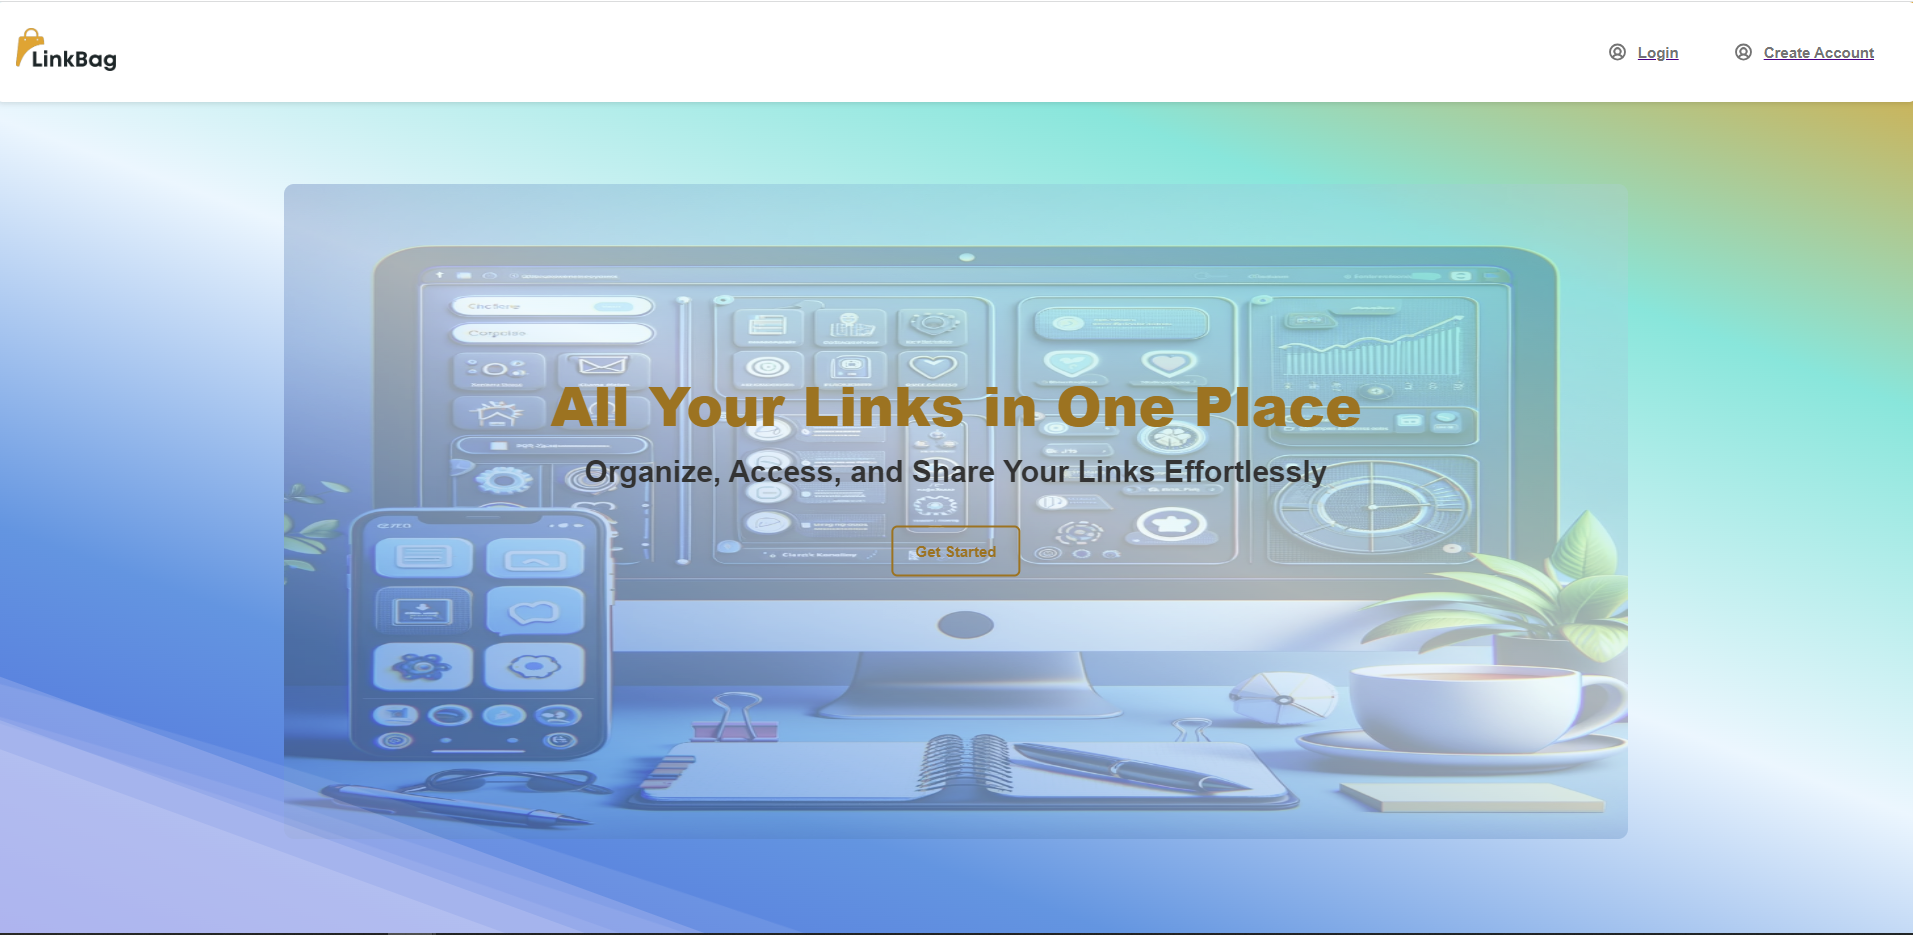 LinkBag
Login
Create Account
All Your Links in One Place
Organize, Access, and Share Your Links Effortlessly
Get Started